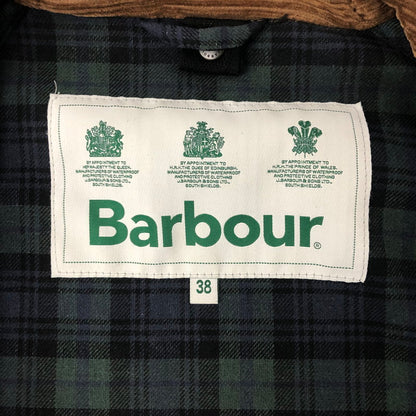 BY APPOINTMENT TO
HER MAJESTY THE QUEEN,
MANUFACTURERS OF WATERPROOF
AND PROTECTIVE CLOTHING
J.BARBOUR & SONS LTD.,
SOUTH SHIELDS.
BY APPOINTMENT TO
H.R.H. THE DUKE OF EDINBURGH,
MANUFACTURERS OF WATERPROOF
AND PROTECTIVE CLOTHING
J.BARBOUR & SONS LTD.,
SOUTH SHIELDS.
BY APPOINTMENT TO
H.R.H. THE PRINCE OF WALES,
MANUFACTURERS OF WATERPROOF
AND PROTECTIVE CLOTHING
J.BARBOUR & SONS LTD.,
SOUTH SHIELDS.
Barbour®
38